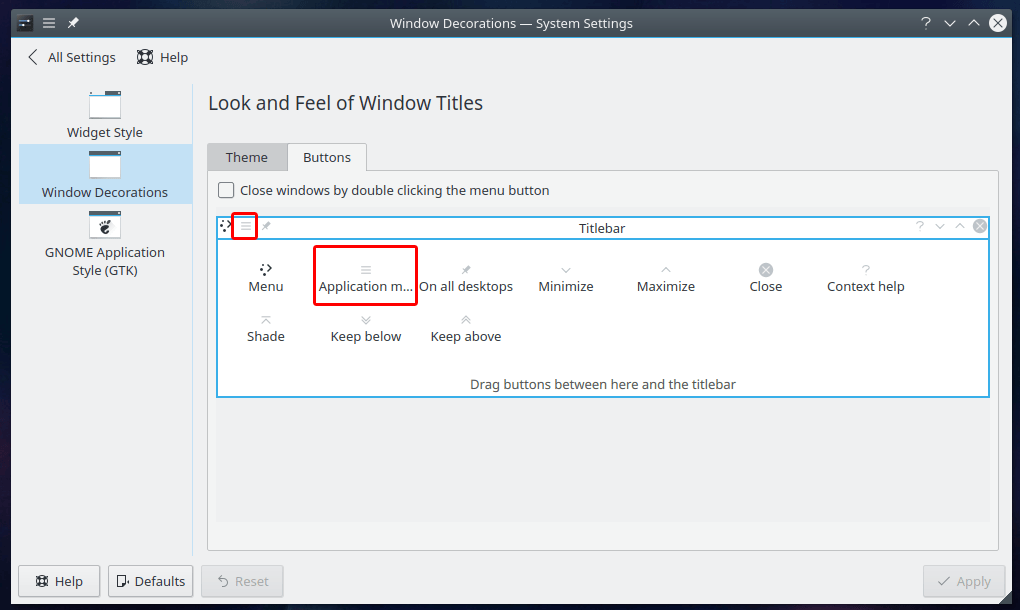 Window Decorations — System Settings
All Settings Help
Look and Feel of Window Titles
Widget Style
Window Decorations
GNOME Application
Style (GTK)
Theme Buttons
Close windows by double clicking the menu button
Titlebar
Menu Application m... On all desktops Minimize Maximize Close Context help
Shade Keep below Keep above
Drag buttons between here and the titlebar
Help Defaults Reset Apply